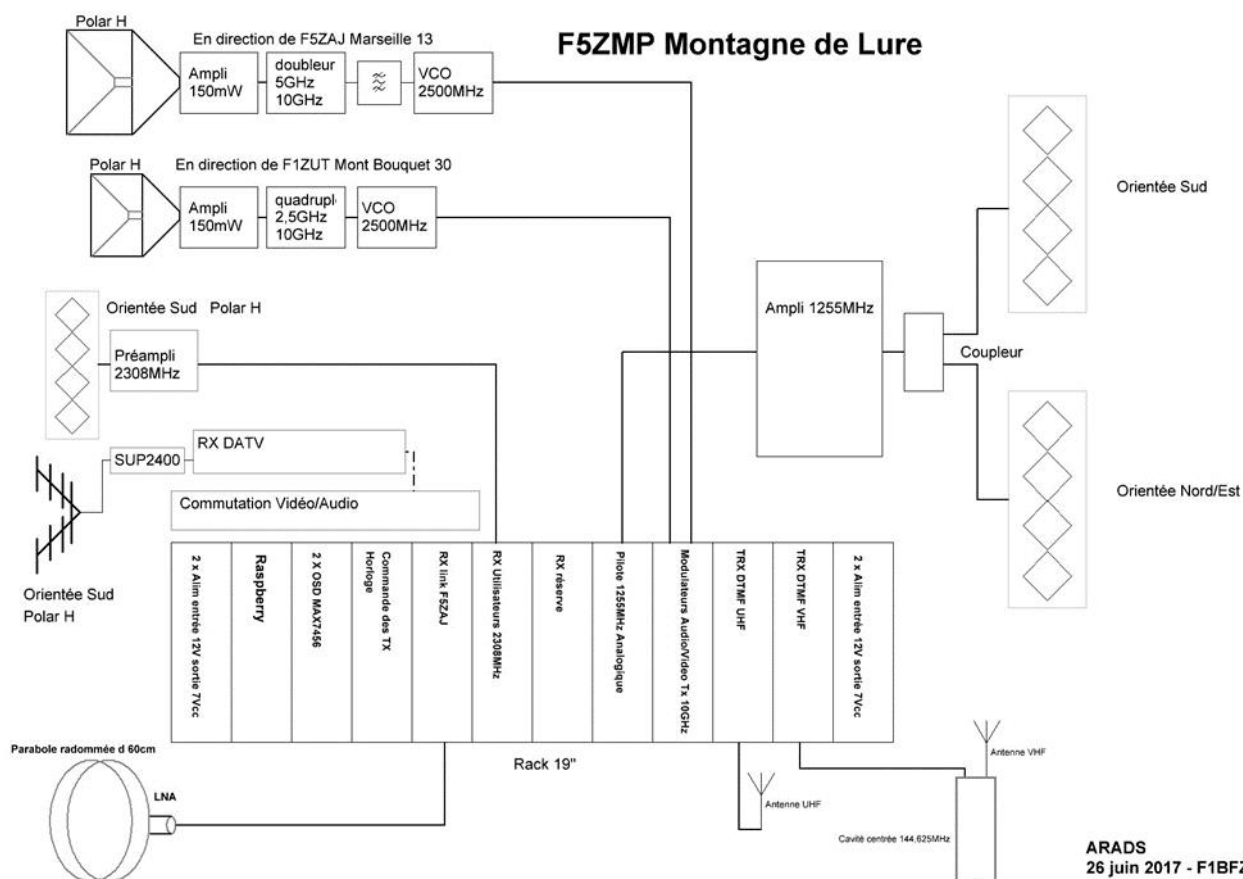 F5ZMP Montagne de Lure
Polar H
En direction de F5ZAJ Marseille 13
Ampli
150mW
doubleur
5GHz
10GHz
VCO
2500MHz
Polar H
En direction de F1ZUT Mont Bouquet 30
Ampli
150mW
quadrupl
2,5GHz
10GHz
VCO
2500MHz
Orientée Sud
Orientée Sud Polar H
Préampli
2308MHz
Ampli 1255MHz
Coupleur
RX DATV
SUP2400
Commutation Vidéo/Audio
Orientée Nord/Est
Orientée Sud
Polar H
2 x Alim entrée 12V sortie 7Vcc
Raspberry
2 X OSD MAX7456
Commande des TX
Horloge
RX link F5ZAJ
RX Utilisateurs 2308MHz
RX réserve
Pilote 1255MHz Analogique
Modulateurs Audio/Vidéo Tx 10GHz
TRX DTMF UHF
TRX DTMF VHF
2 x Alim entrée 12V sortie 7Vcc
Rack 19"
Parabole radommée d 60cm
LNA
Antenne UHF
Antenne VHF
Cavité centrée 144,625MHz
ARADS
26 juin 2017 - F1BFZ